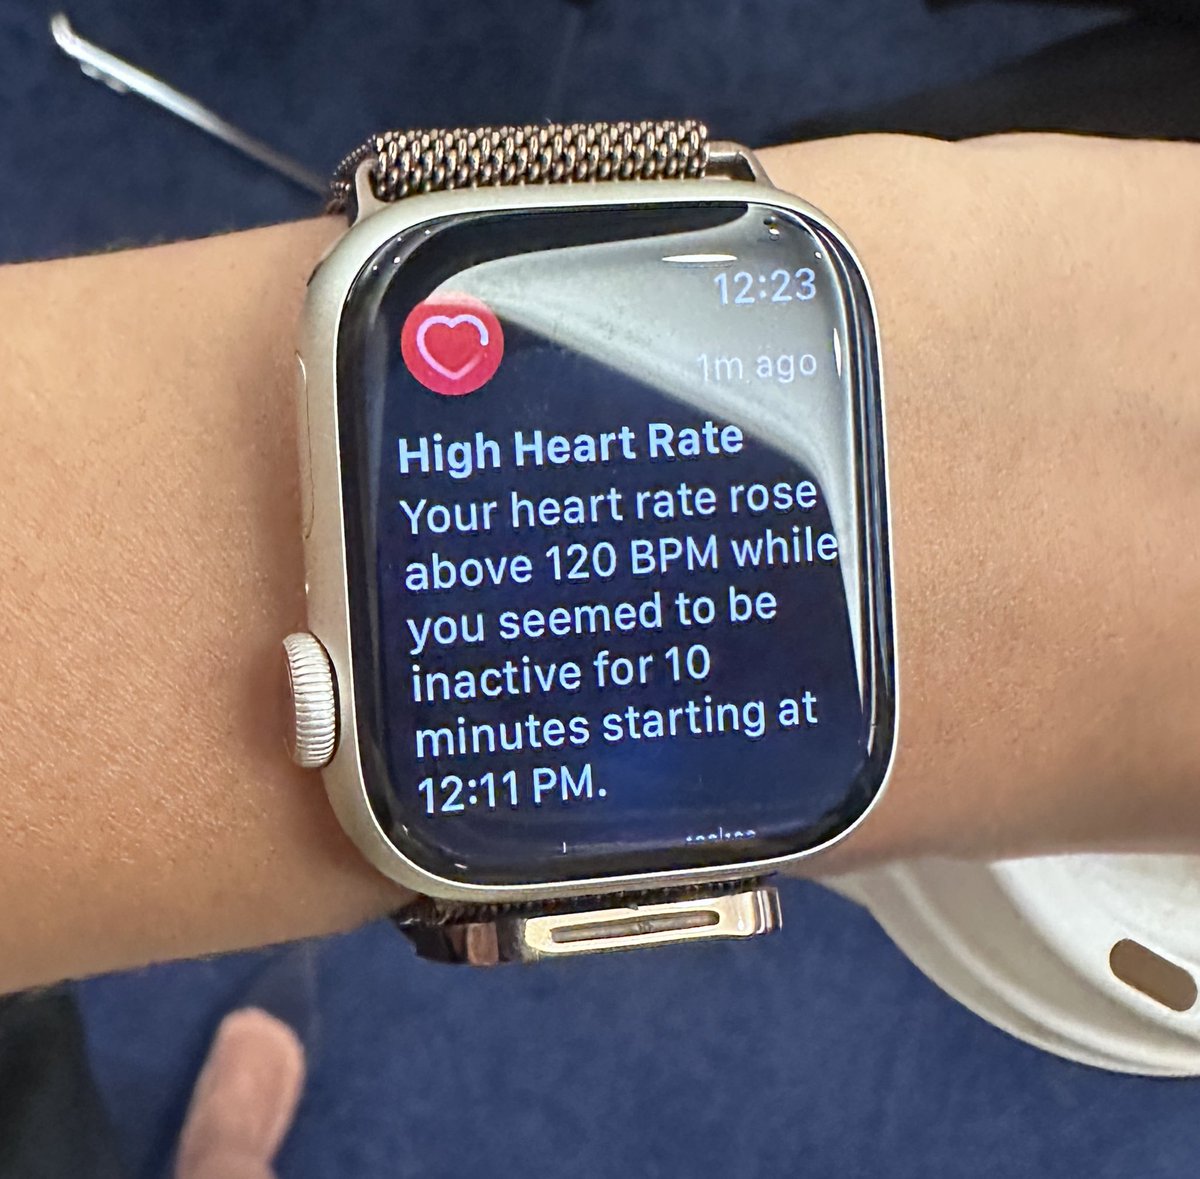 12:23
1m ago
High Heart Rate
Your heart rate rose
above 120 BPM while
you seemed to be
inactive for 10
minutes starting at
12:11 PM.